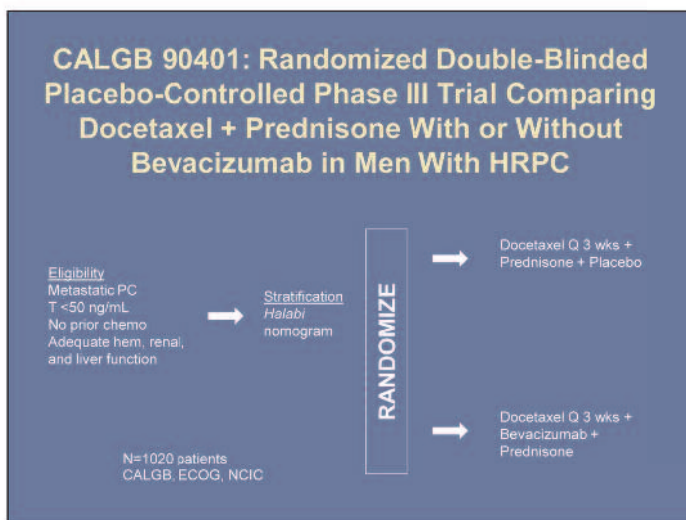 CALGB 90401: Randomized Double-Blinded
Placebo-Controlled Phase III Trial Comparing
Docetaxel + Prednisone With or Without
Bevacizumab in Men With HRPC
Eligibility
Metastatic PC
T <50 ng/mL
No prior chemo
Adequate hem, renal,
and liver function
Stratification
Halabi
nomogram
RANDOMIZE
Docetaxel Q 3 wks +
Prednisone + Placebo
Docetaxel Q 3 wks +
Bevacizumab +
Prednisone
N=1020 patients
CALGB, ECOG, NCIC